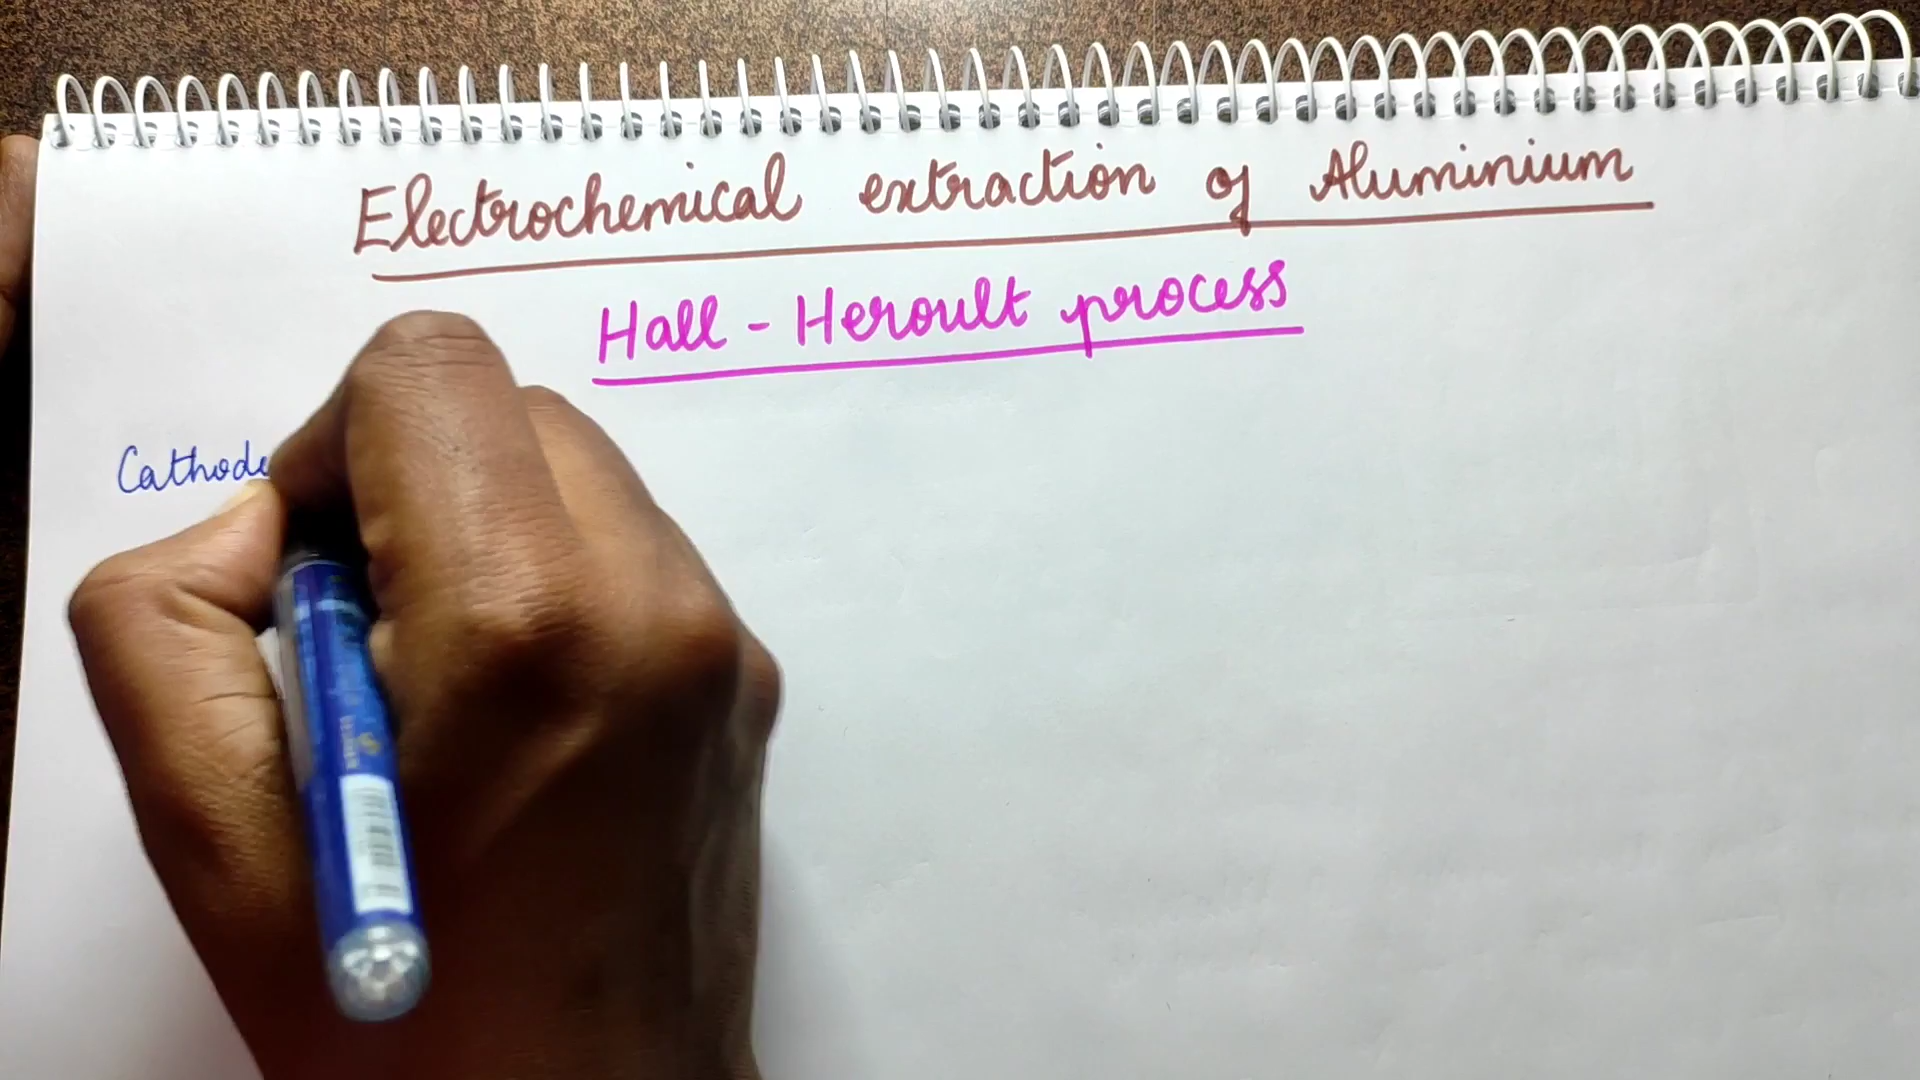 Electrochemical extraction of Aluminium
Hall - Heroult process
Cathode